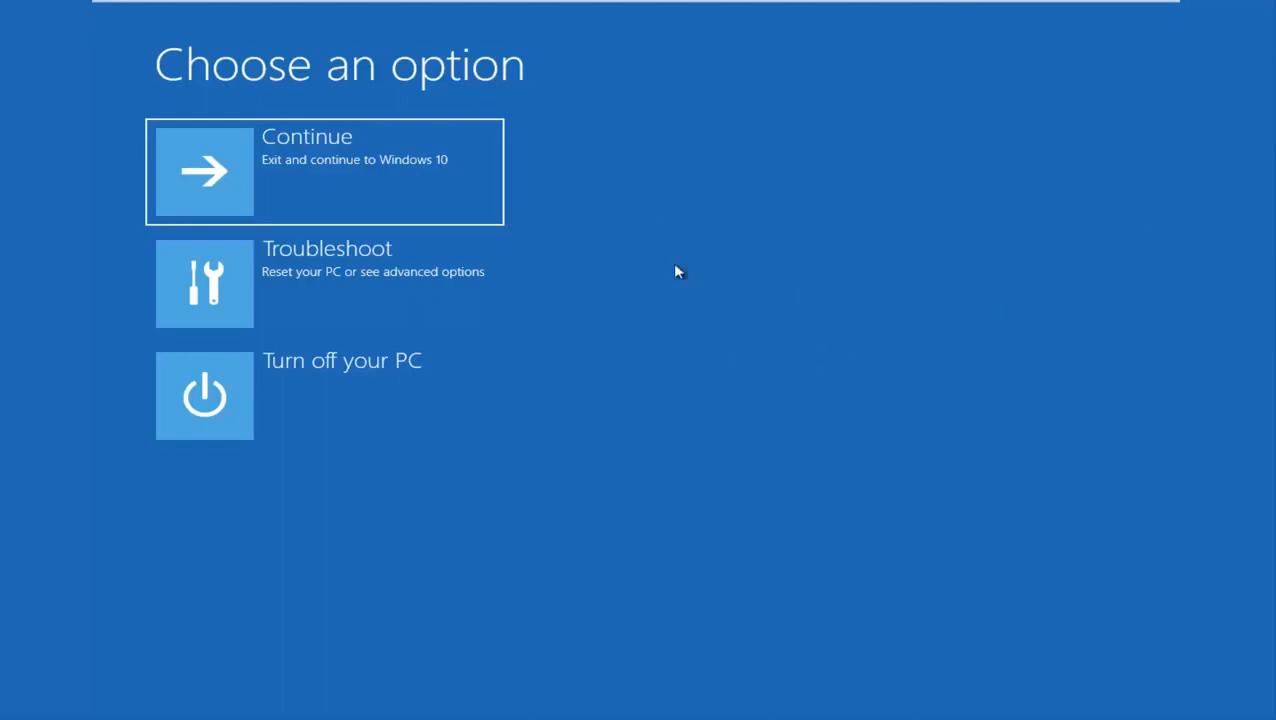 Choose an option
Continue
Exit and continue to Windows 10
Troubleshoot
Reset your PC or see advanced options
Turn off your PC